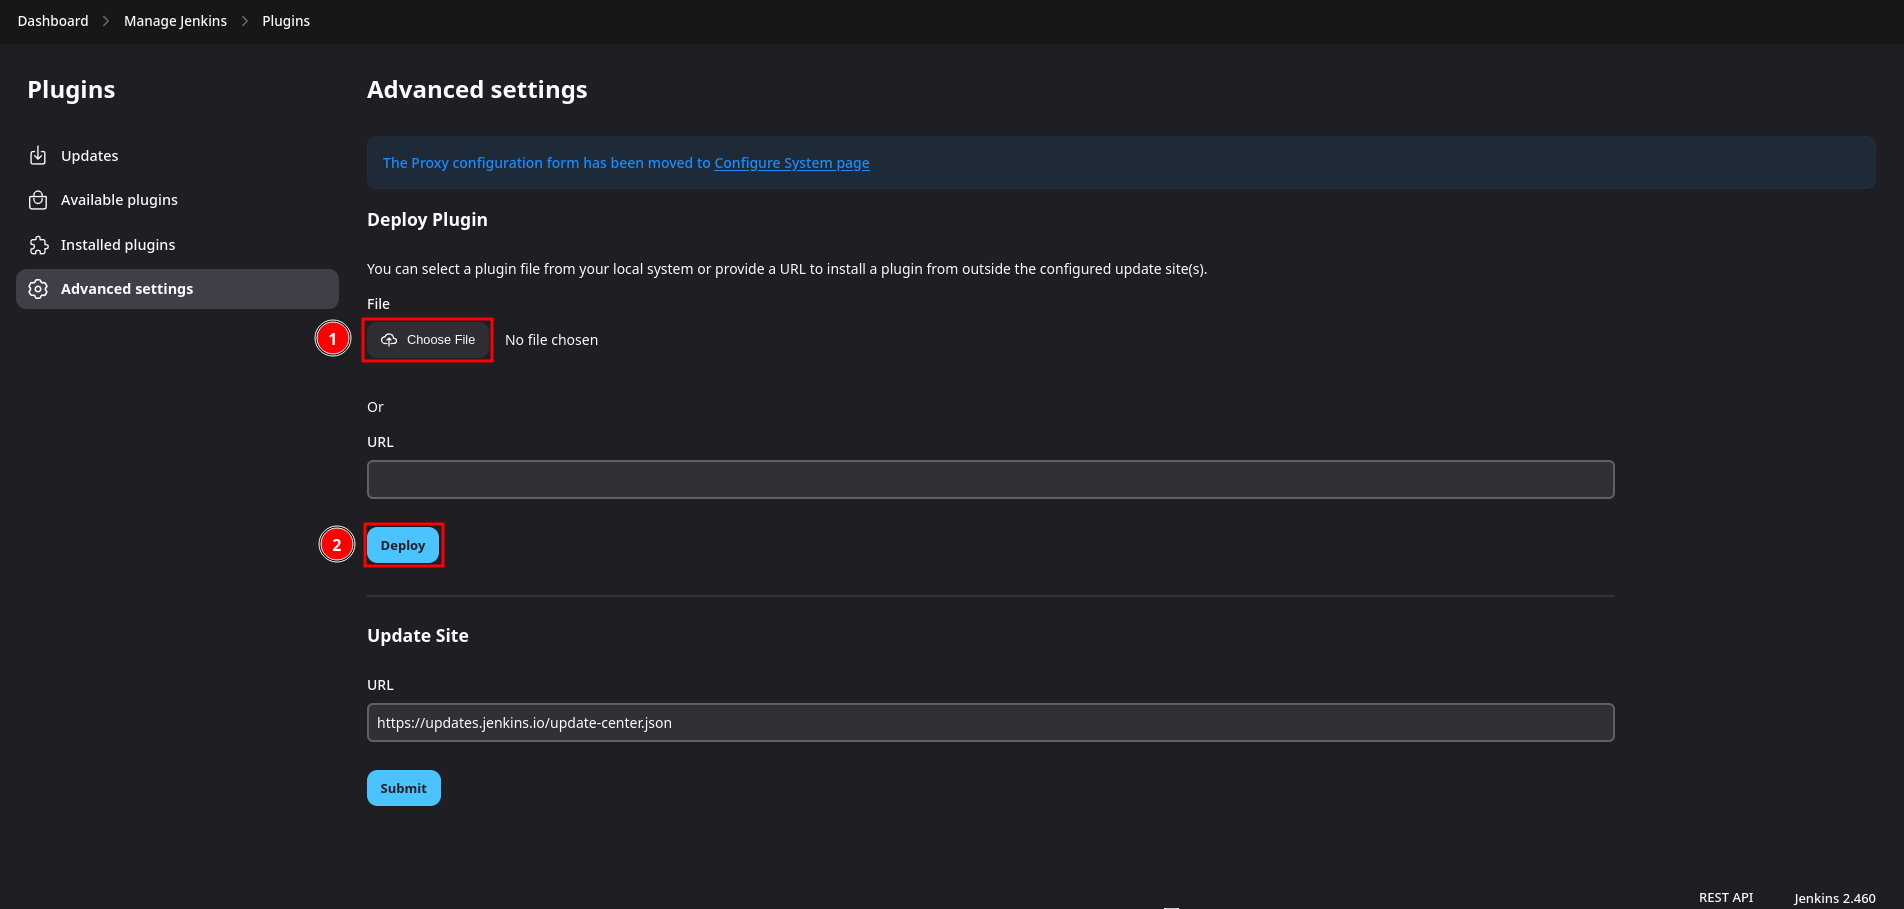 Dashboard
Manage Jenkins
Plugins
Plugins
Updates
Available plugins
Installed plugins
Advanced settings
Advanced settings
The Proxy configuration form has been moved to Configure System page
Deploy Plugin
You can select a plugin file from your local system or provide a URL to install a plugin from outside the configured update site(s).
File
1
Choose File No file chosen
Or
URL
2
Deploy
Update Site
URL
https://updates.jenkins.io/update-center.json
Submit
REST API
Jenkins 2.460